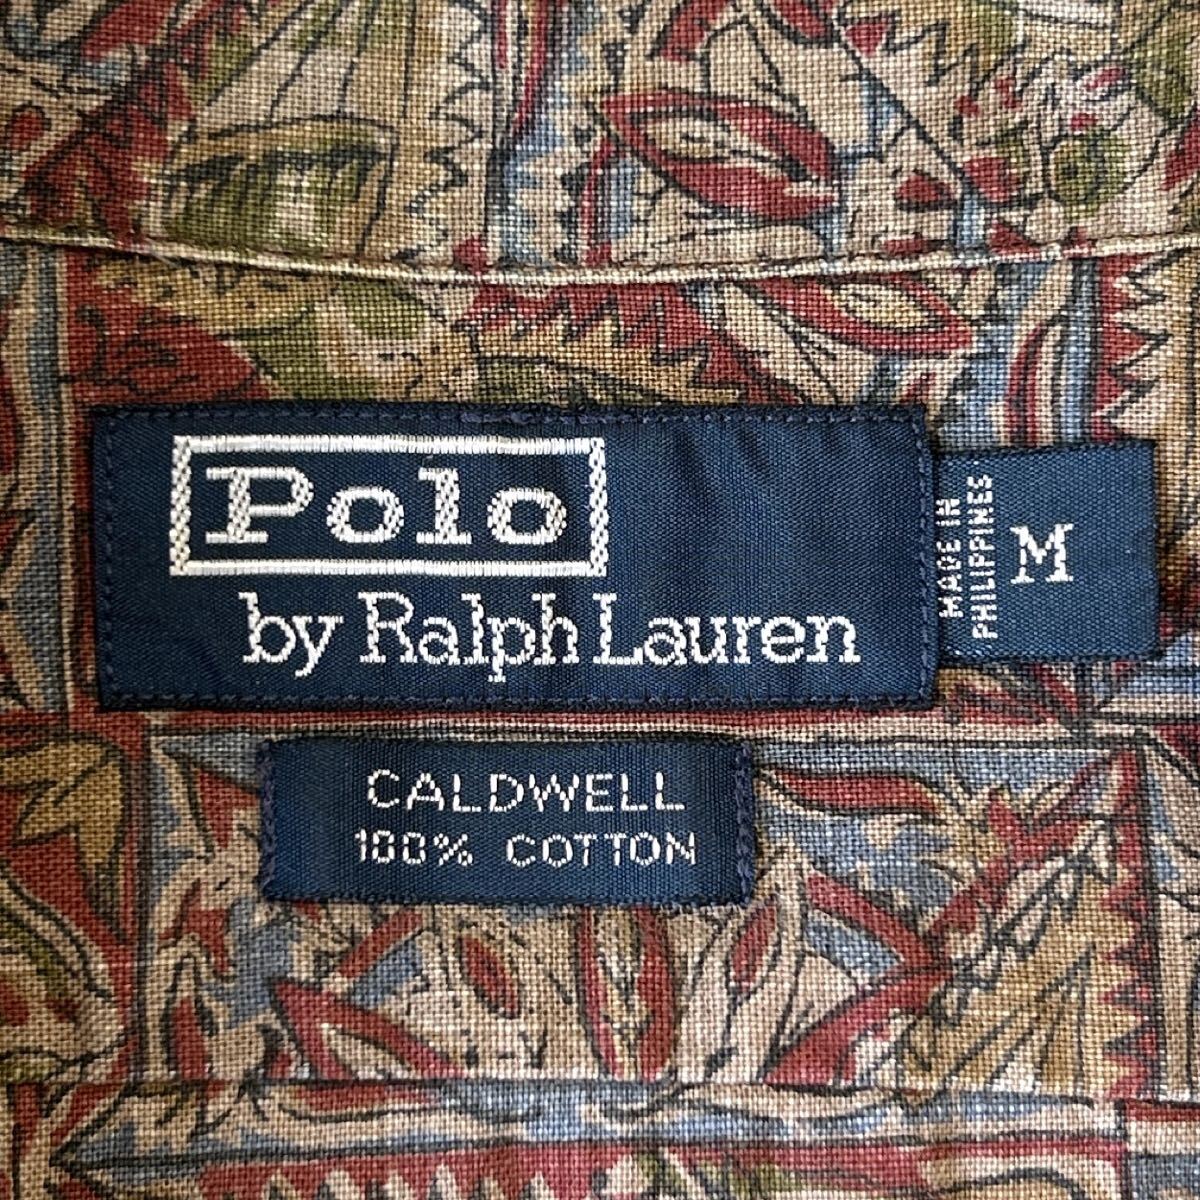 Polo
by Ralph Lauren
MADE IN
PHILIPPINES
M
CALDWELL
100% COTTON